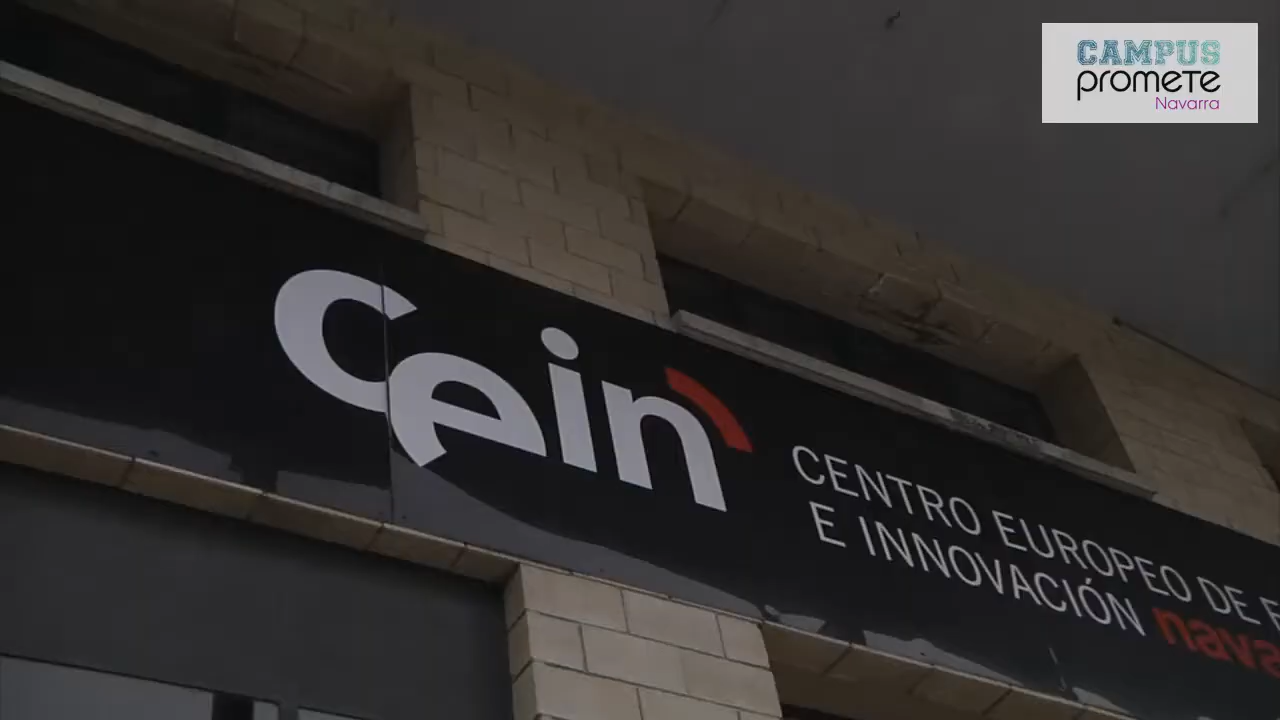 CAMPUS
promete
Navarra
cein
CENTRO EUROPEO DE
E INNOVACIÓN